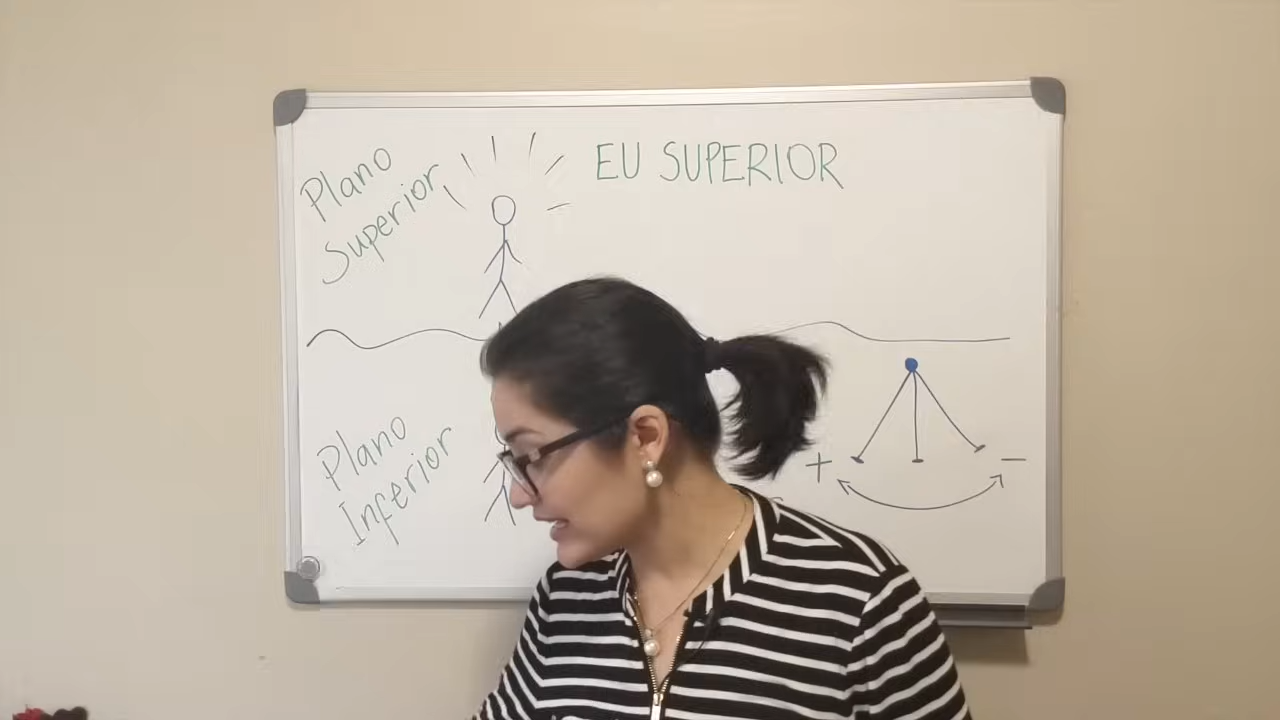 Plano
Superior
EU SUPERIOR
Plano
Inferior
+ −